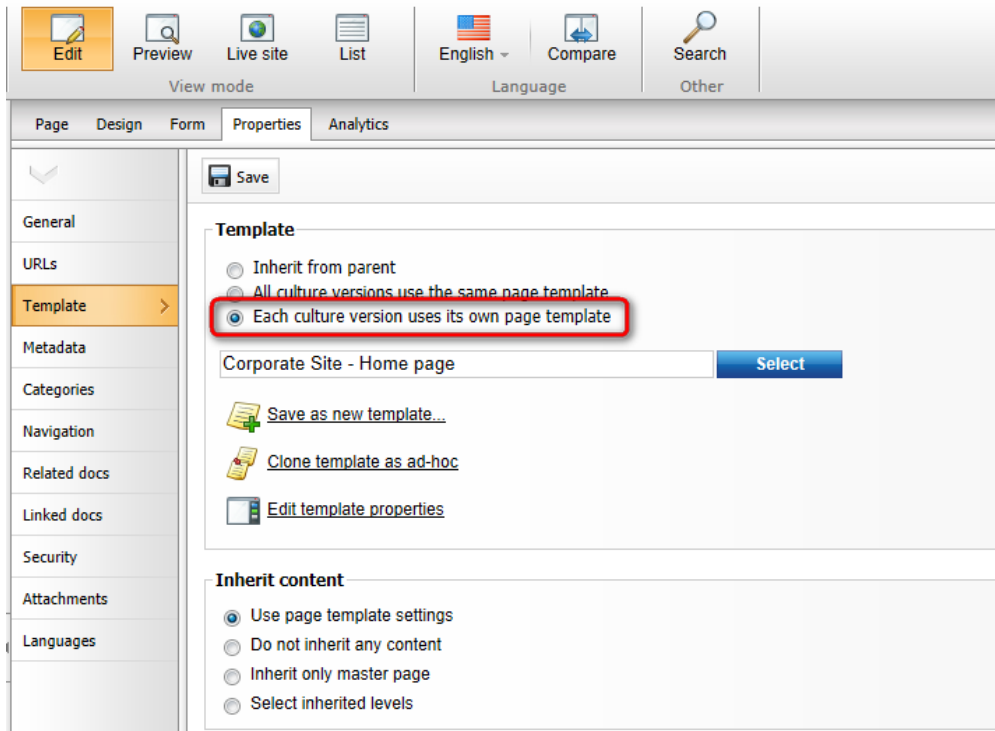 Edit Preview Live site List English Compare Search
View mode Language Other
Page Design Form Properties Analytics
Save
General
URLs
Template
Metadata
Categories
Navigation
Related docs
Linked docs
Security
Attachments
Languages
Template
Inherit from parent
All culture versions use the same page template
Each culture version uses its own page template
Corporate Site - Home page Select
Save as new template...
Clone template as ad-hoc
Edit template properties
Inherit content
Use page template settings
Do not inherit any content
Inherit only master page
Select inherited levels